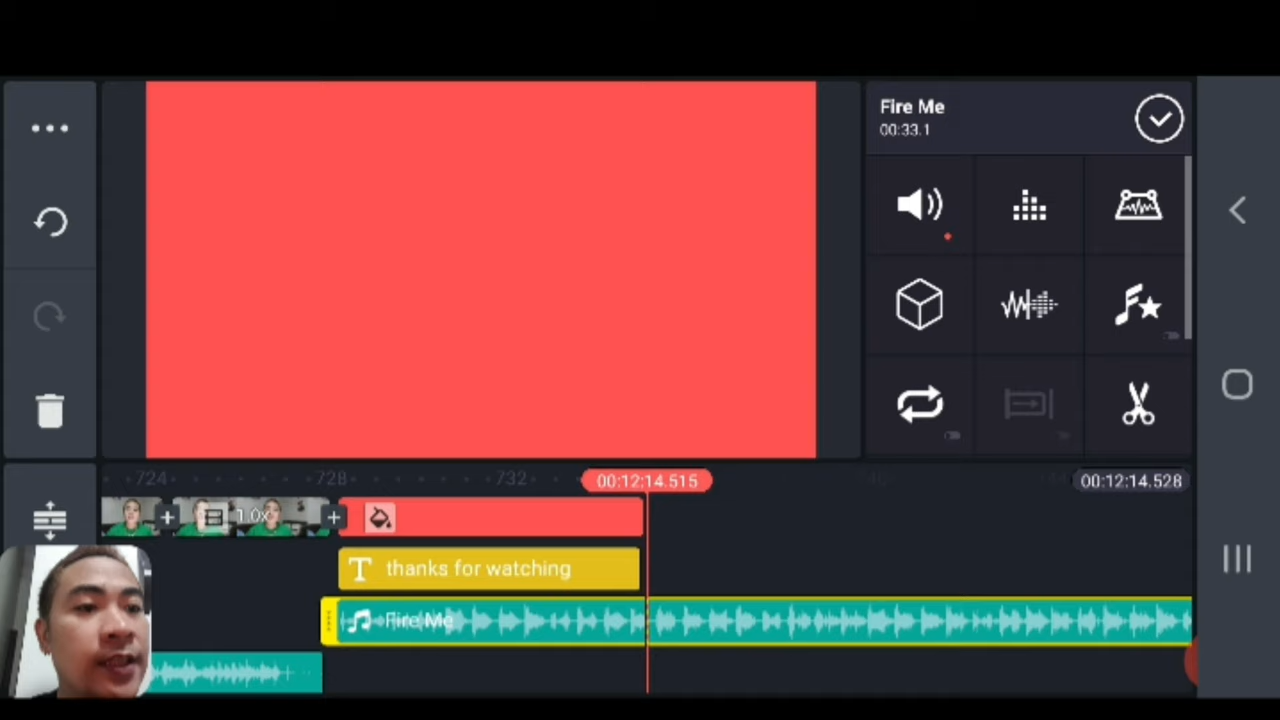 Fire Me
00:33.1
724
728
732
00:12:14.515
00:12:14.528
1.0x
thanks for watching
Fire Me